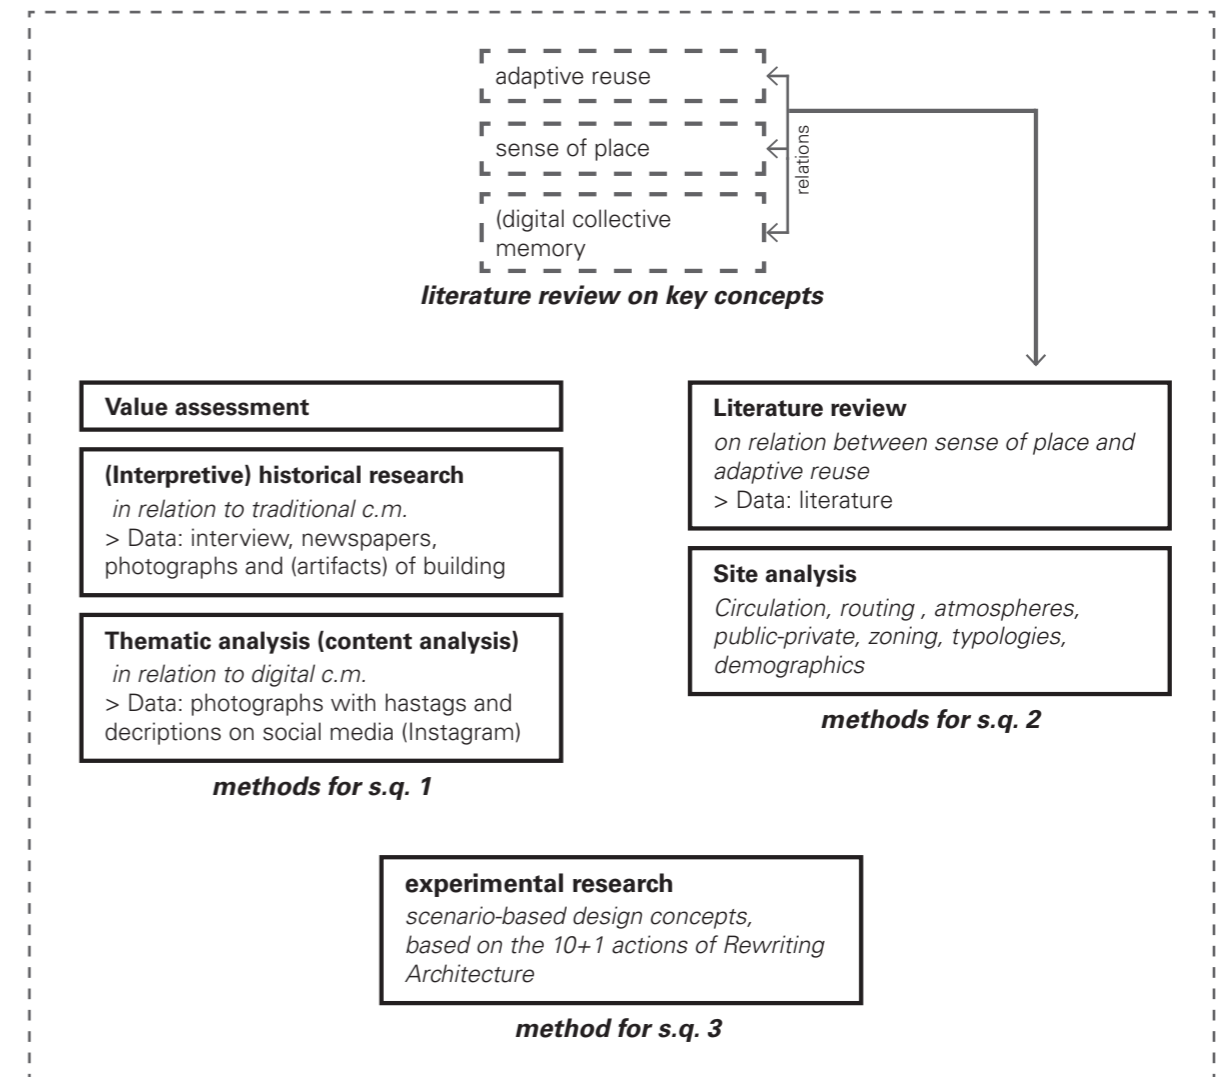 adaptive reuse
sense of place
(digital collective
memory
relations
literature review on key concepts
Value assessment
(Interpretive) historical research
in relation to traditional c.m.
> Data: interview, newspapers,
photographs and (artifacts) of building
Thematic analysis (content analysis)
in relation to digital c.m.
> Data: photographs with hastags and
decriptions on social media (Instagram)
methods for s.q. 1
Literature review
on relation between sense of place and
adaptive reuse
> Data: literature
Site analysis
Circulation, routing , atmospheres,
public-private, zoning, typologies,
demographics
methods for s.q. 2
experimental research
scenario-based design concepts,
based on the 10+1 actions of Rewriting
Architecture
method for s.q. 3